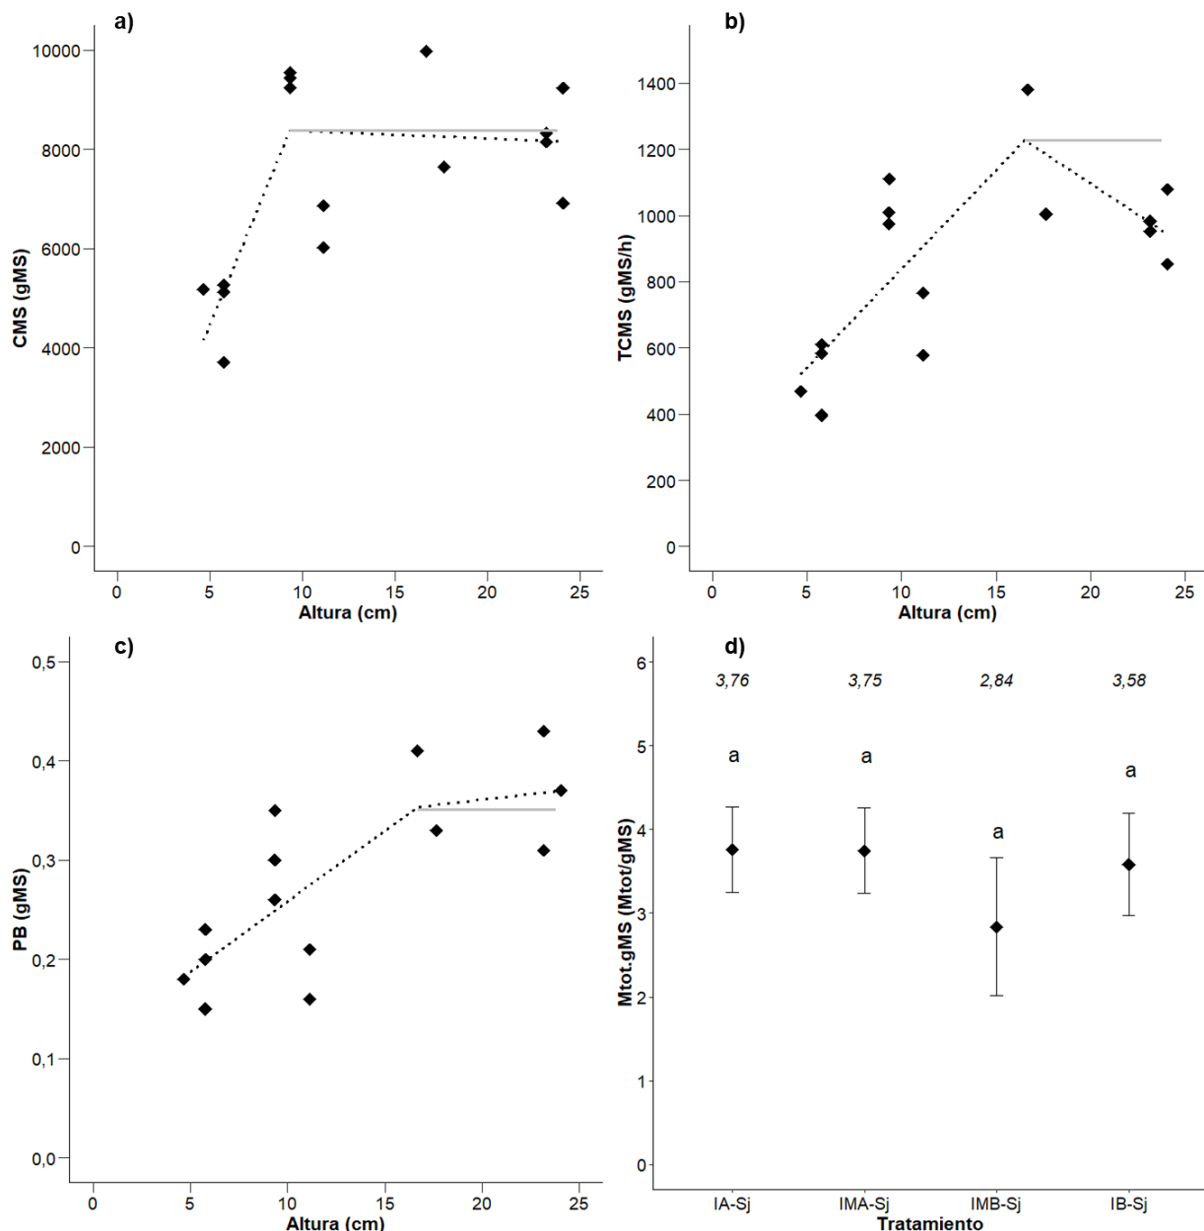 a)
10000
8000
6000
4000
2000
0
CMS (gMS)
0 5 10 15 20 25
Altura (cm)
b)
1400
1200
1000
800
600
400
200
0
TCMS (gMS/h)
0 5 10 15 20 25
Altura (cm)
c)
0,5
0,4
0,3
0,2
0,1
0,0
PB (gMS)
0 5 10 15 20 25
Altura (cm)
d)
6
5
4
3
2
1
0
Mtot.gMS (Mtot/gMS)
3,76 3,75 2,84 3,58
a a a a
IA-Sj IMA-Sj IMB-Sj IB-Sj
Tratamiento